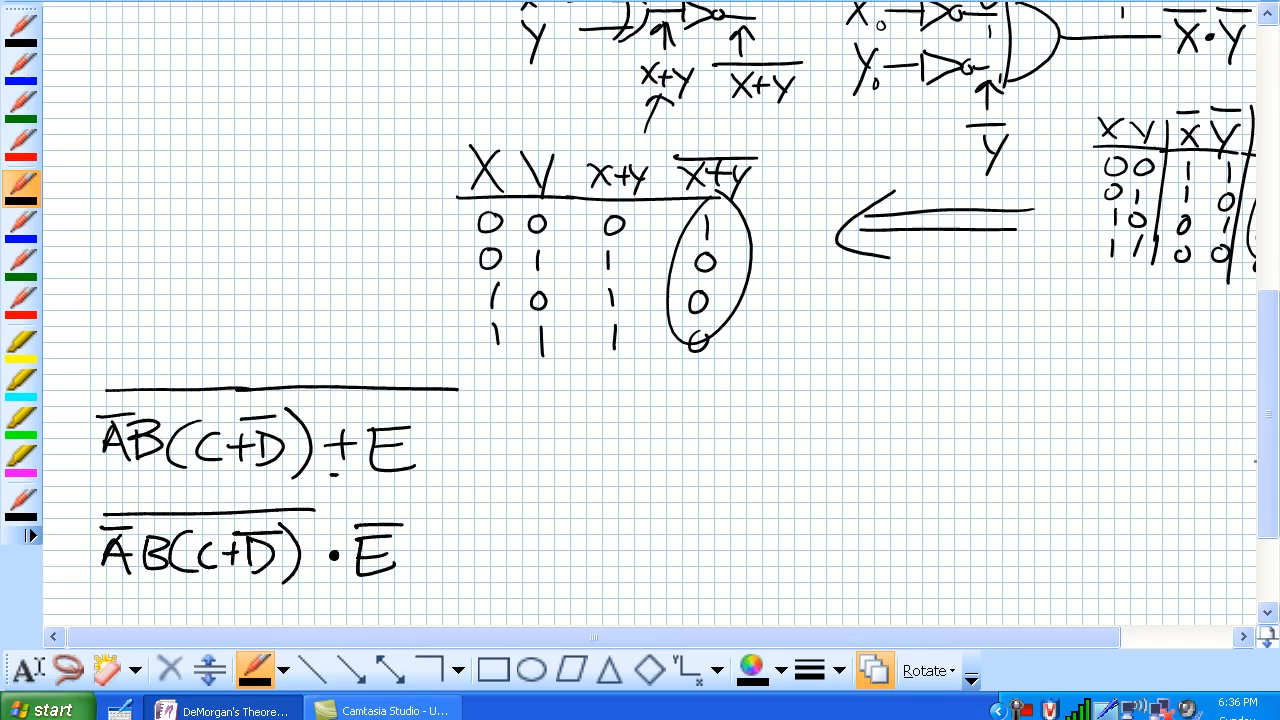 X̅·Y̅
X₀
Y
Y₀
x+y
X̅+̅Y̅
Y̅
X Y x+y x̅+̅y̅
0 0 0 1
0 1 1 0
1 0 1 0
1 1 1 0
X Y X̅ Y̅
0 0 1 1
0 1 1 0
1 0 0 1
1 1 0 0
A̅B(C+D̅)+E
A̅B(C+D̅) · E̅
A
Rotate
start
DeMorgan's Theore...
Camtasia Studio - U...
6:36 PM